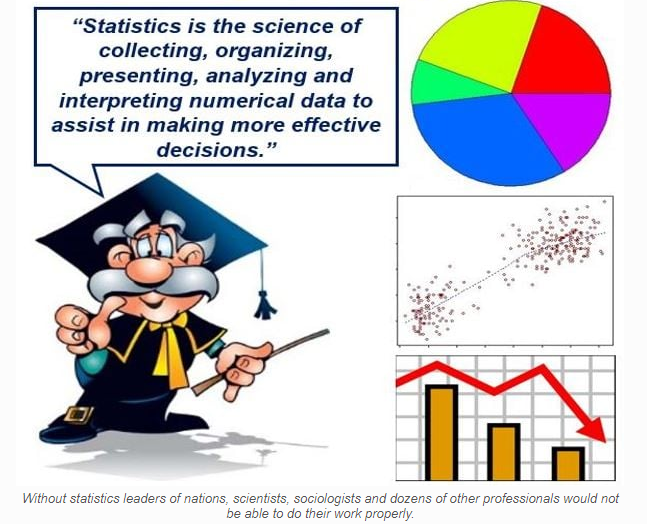 “Statistics is the science of
collecting, organizing,
presenting, analyzing and
interpreting numerical data to
assist in making more effective
decisions.”
Without statistics leaders of nations, scientists, sociologists and dozens of other professionals would not
be able to do their work properly.